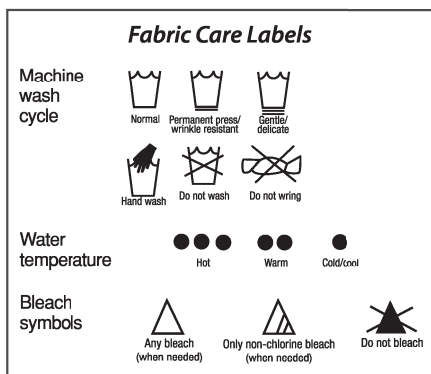 Fabric Care Labels
Machine
wash
cycle
Normal
Permanent press/
wrinkle resistant
Gentle/
delicate
Hand wash
Do not wash
Do not wring
Water
temperature
Hot
Warm
Cold/cool
Bleach
symbols
Any bleach
(when needed)
Only non-chlorine bleach
(when needed)
Do not bleach